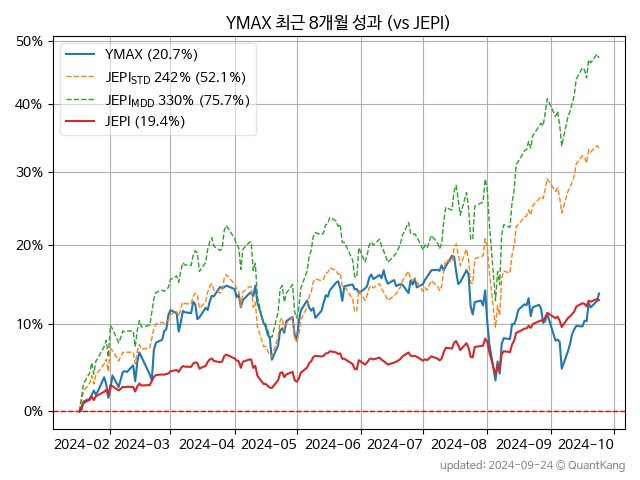 YMAX 최근 8개월 성과 (vs JEPI)
50%
40%
30%
20%
10%
0%
YMAX (20.7%)
JEPISTD 242% (52.1%)
JEPIMDD 330% (75.7%)
JEPI (19.4%)
2024-02 2024-03 2024-04 2024-05 2024-06 2024-07 2024-08 2024-09 2024-10
updated: 2024-09-24 ⓒ QuantKang